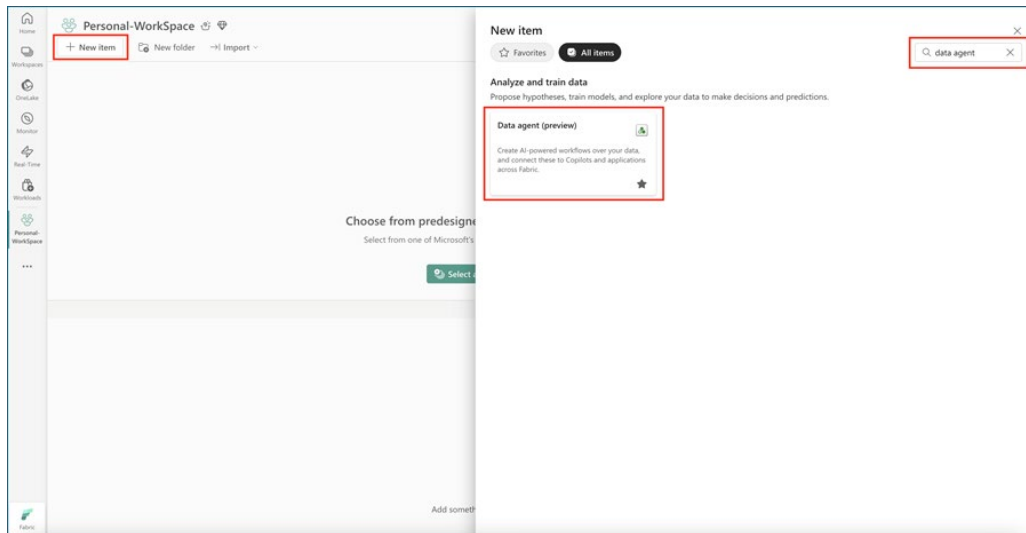 Home
Workspaces
OneLake
Monitor
Real-Time
Workloads
Personal-
WorkSpace
...
Fabric
Personal-WorkSpace
+ New item
New folder
Import
Choose from predesigne
Select from one of Microsoft's
Select a
Add someth
New item
Favorites
All items
data agent
Analyze and train data
Propose hypotheses, train models, and explore your data to make decisions and predictions.
Data agent (preview)
Create AI-powered workflows over your data,
and connect these to Copilots and applications
across Fabric.